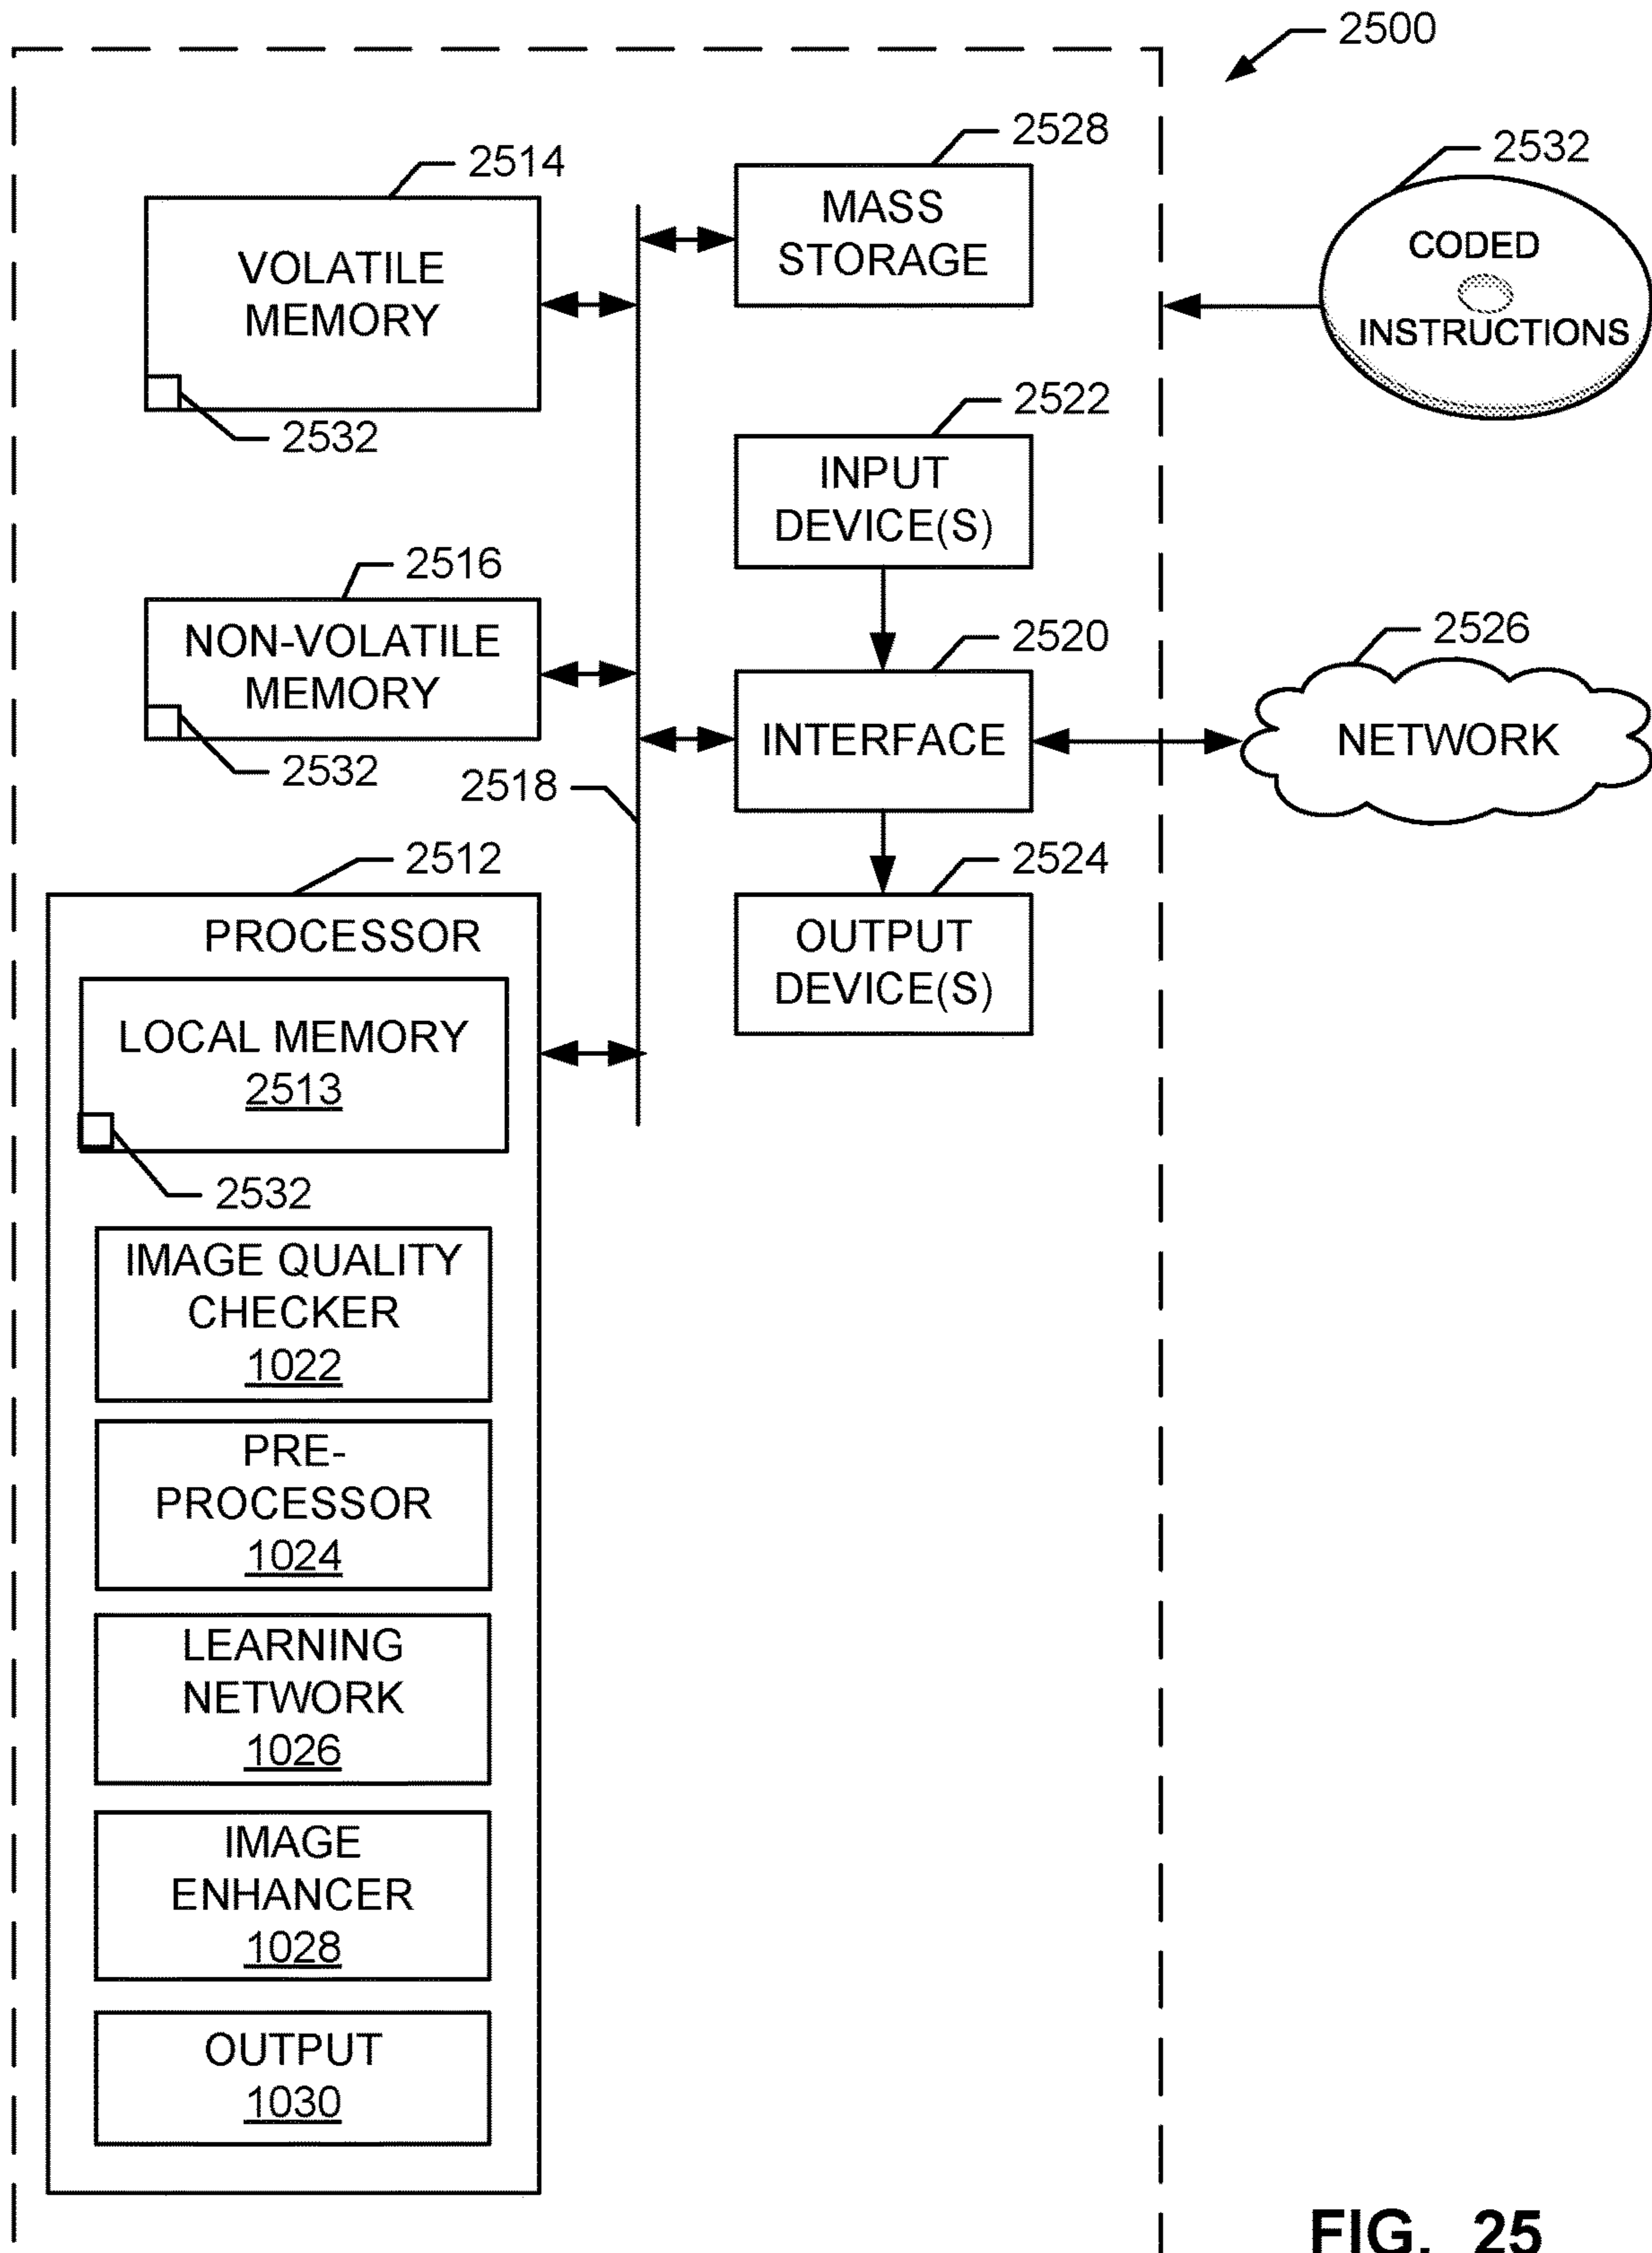 2500
2528
2532
2514
MASS
STORAGE
CODED
INSTRUCTIONS
VOLATILE
MEMORY
2532
2522
INPUT
DEVICE(S)
2516
NON-VOLATILE
MEMORY
2532
2520
2526
INTERFACE
NETWORK
2518
2512
2524
PROCESSOR
OUTPUT
DEVICE(S)
LOCAL MEMORY
2513
2532
IMAGE QUALITY
CHECKER
1022
PRE-
PROCESSOR
1024
LEARNING
NETWORK
1026
IMAGE
ENHANCER
1028
OUTPUT
1030
FIG. 25